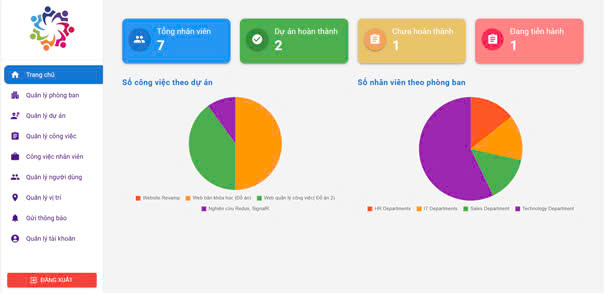 Tổng nhân viên
7
Dự án hoàn thành
2
Chưa hoàn thành
1
Đang tiến hành
1
Trang chủ
Quản lý phòng ban
Quản lý dự án
Quản lý công việc
Công việc nhân viên
Quản lý người dùng
Quản lý vị trí
Gửi thông báo
Quản lý tài khoản
ĐĂNG XUẤT
Số công việc theo dự án
Website Revamp
Web bán khóa học (Đồ án)
Web quản lý công việc( Đồ án 2)
Nghiên cứu Redux, SignalR.
Số nhân viên theo phòng ban
HR Departments
IT Departments
Sales Department
Technology Department